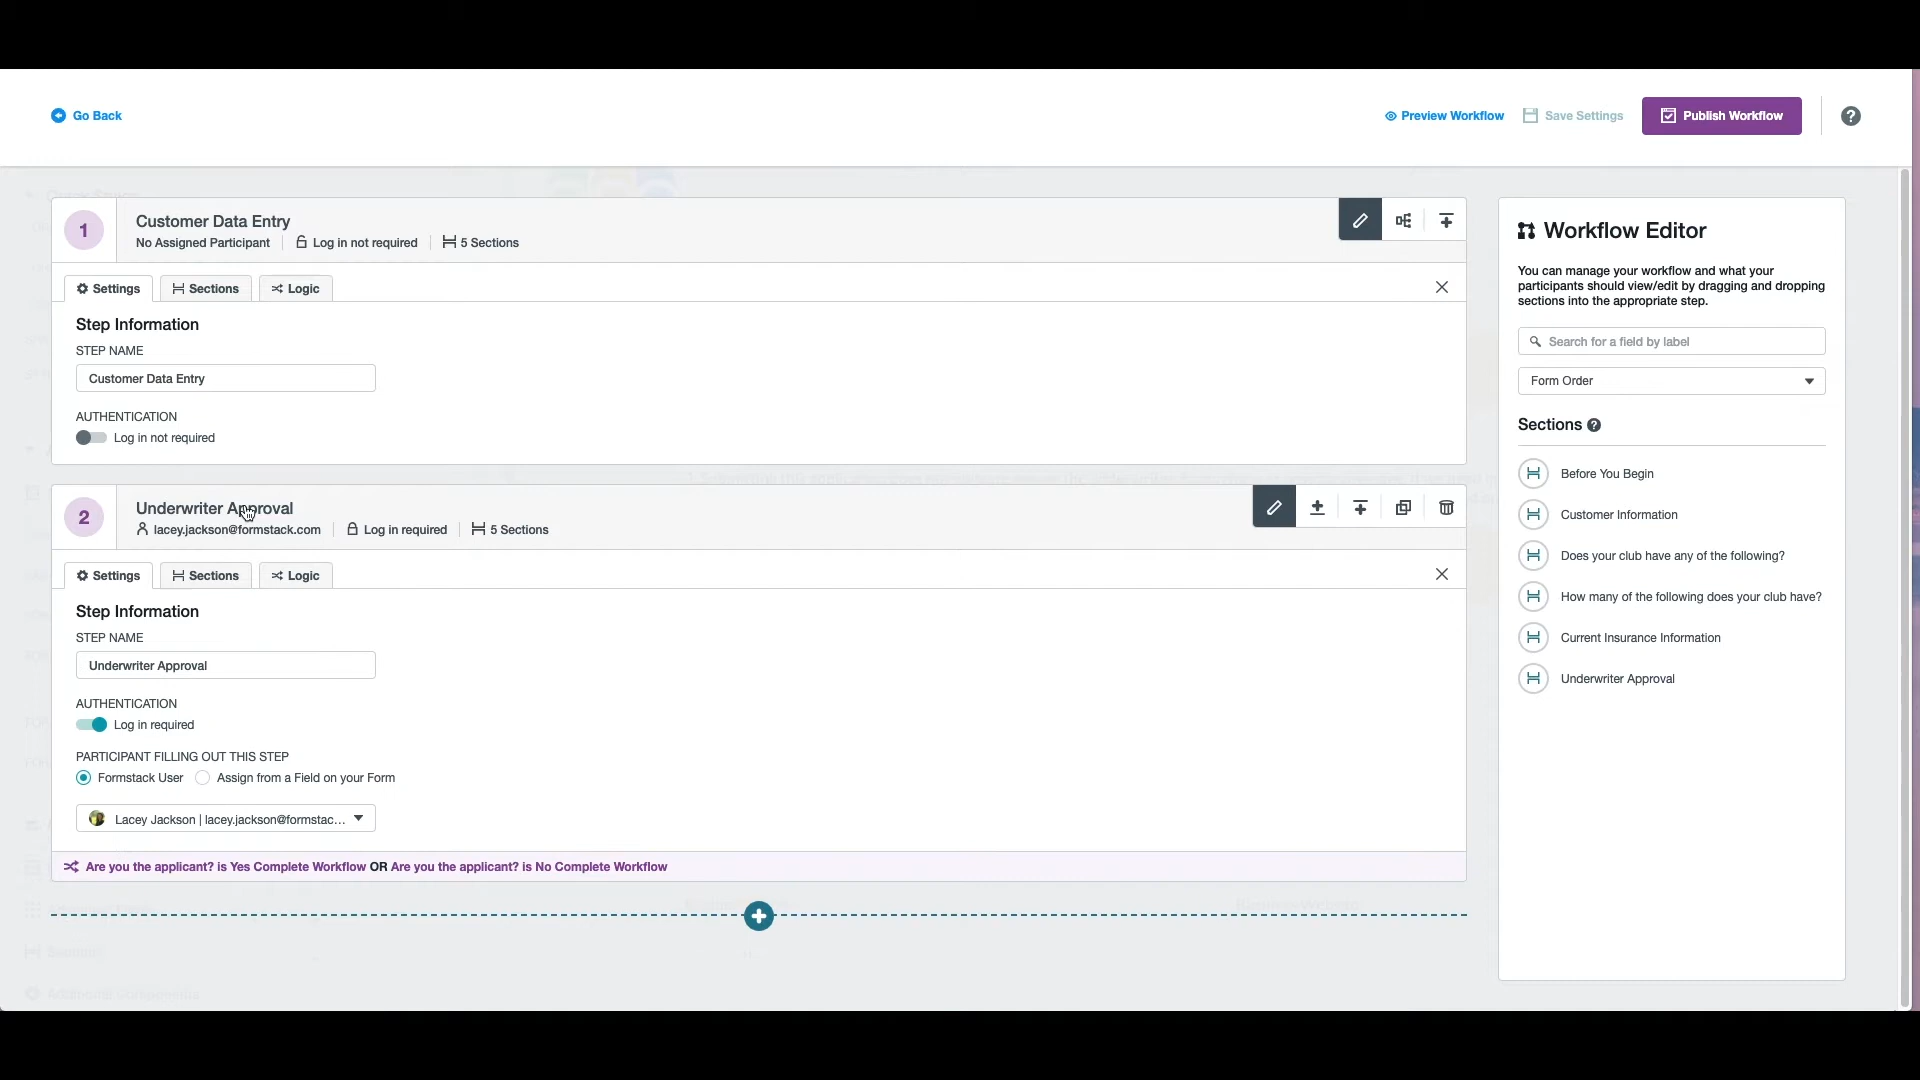 Go Back
Preview Workflow
Save Settings
Publish Workflow
?
1
Customer Data Entry
No Assigned Participant
Log in not required
5 Sections
Settings
Sections
Logic
Step Information
STEP NAME
Customer Data Entry
AUTHENTICATION
Log in not required
2
Underwriter Approval
lacey.jackson@formstack.com
Log in required
5 Sections
Settings
Sections
Logic
Step Information
STEP NAME
Underwriter Approval
AUTHENTICATION
Log in required
PARTICIPANT FILLING OUT THIS STEP
Formstack User
Assign from a Field on your Form
Lacey Jackson | lacey.jackson@formstac...
Are you the applicant? is Yes Complete Workflow OR Are you the applicant? is No Complete Workflow
Workflow Editor
You can manage your workflow and what your
participants should view/edit by dragging and dropping
sections into the appropriate step.
Search for a field by label
Form Order
Sections ?
Before You Begin
Customer Information
Does your club have any of the following?
How many of the following does your club have?
Current Insurance Information
Underwriter Approval